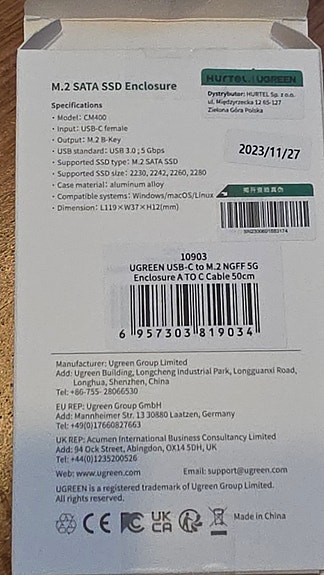 M.2 SATA SSD Enclosure
HURTEL UGREEN
Dystrybutor: HURTEL Sp. z o.o.
ul. Międzyrzecka 12 65-127
Zielona Góra Polska
Specifications
· Model: CM400
· Input: USB-C female
· Output: M.2 B-Key
· USB standard: USB 3.0 ; 5 Gbps
· Supported SSD type: M.2 SATA SSD
· Supported SSD size: 2230, 2242, 2260, 2280
· Case material: aluminum alloy
· Compatible systems: Windows/macOS/Linux
· Dimension: L119×W37×H12(mm)
2023/11/27
10903
UGREEN USB-C to M.2 NGFF 5G
Enclosure A TO C Cable 50cm
6 957303 819034
Manufacturer: Ugreen Group Limited
Add: Ugreen Building, Longcheng Industrial Park, Longguanxi Road,
Longhua, Shenzhen, China
Tel: +86-755- 28066530
EU REP: Ugreen Group GmbH
Add: Mannheimer Str. 13 30880 Laatzen, Germany
Tel: +49(0)17660827663
UK REP: Acumen International Business Consultancy Limited
Add: 94 Ock Street, Abingdon, OX14 5DH, UK
Tel: +44(0)1235200526
Web: www.ugreen.com Email: support@ugreen.com
UGREEN is a registered trademark of Ugreen Group Limited.
All rights reserved.
CE FC UK CA Made in China